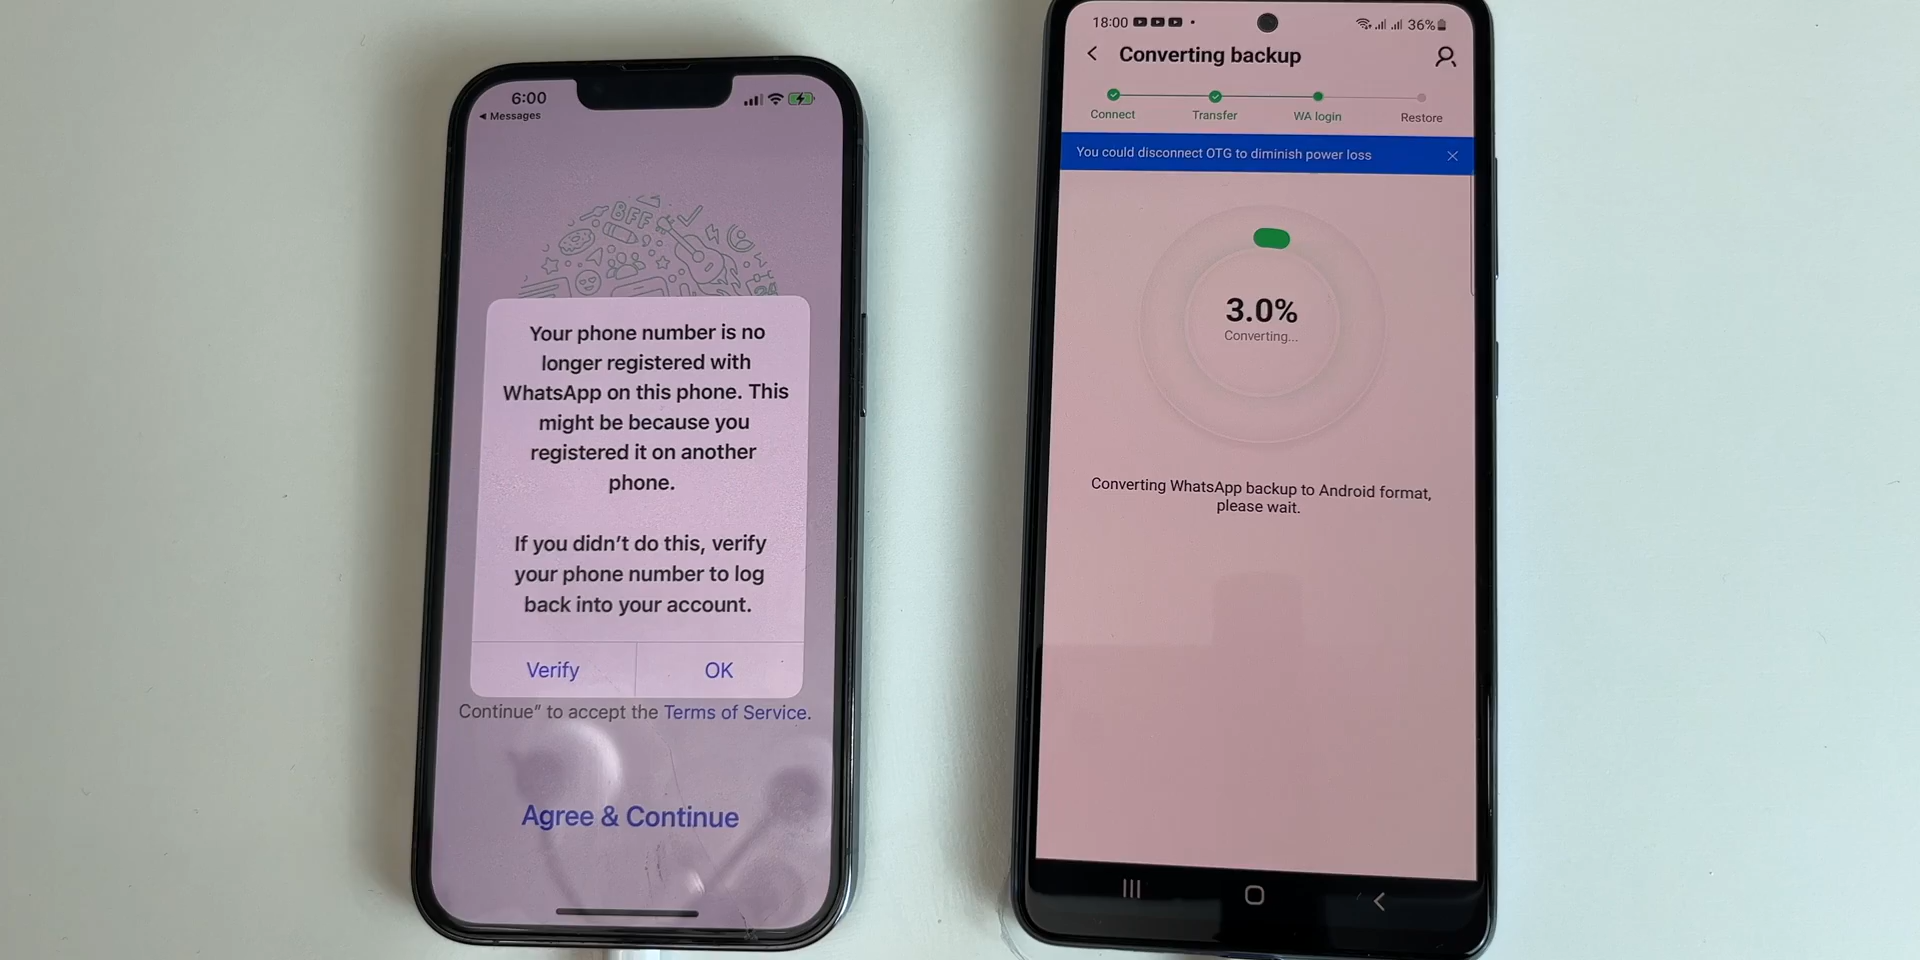 6:00
◀ Messages
BFF
Your phone number is no
longer registered with
WhatsApp on this phone. This
might be because you
registered it on another
phone.
If you didn't do this, verify
your phone number to log
back into your account.
Verify
OK
Continue" to accept the Terms of Service.
Agree & Continue
18:00
36%
Converting backup
Connect
Transfer
WA login
Restore
You could disconnect OTG to diminish power loss
3.0%
Converting...
Converting WhatsApp backup to Android format,
please wait.